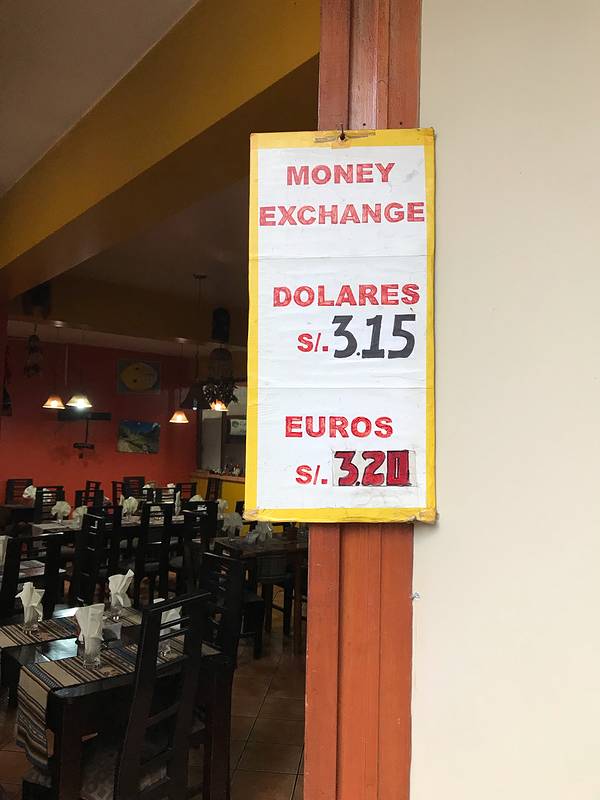 MONEY
EXCHANGE
DOLARES
S/. 3.15
EUROS
S/. 3.20